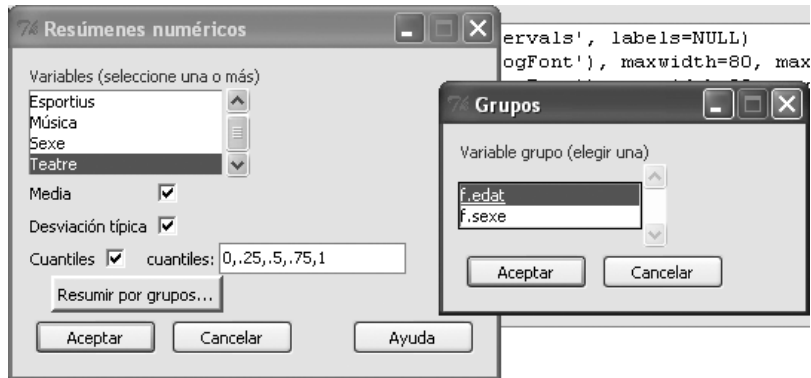 Resúmenes numéricos
Variables (seleccione una o más)
Esportius
Música
Sexe
Teatre
Media
Desviación típica
Cuantiles cuantiles: 0,.25,.5,.75,1
Resumir por grupos...
Aceptar Cancelar Ayuda
ervals', labels=NULL)
ogFont'), maxwidth=80, max
Grupos
Variable grupo (elegir una)
f.edat
f.sexe
Aceptar Cancelar